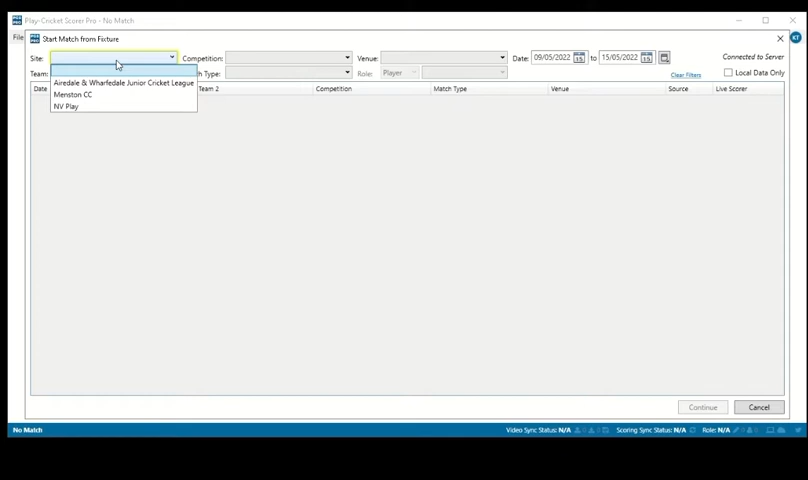 Play-Cricket Scorer Pro - No Match
File
KT
Start Match from Fixture
Site: Competition: Venue: Date: 09/05/2022 15 to 15/05/2022 15 Connected to Server
Team: Type: Role: Player Clear Filters Local Data Only
Airedale & Wharfedale Junior Cricket League
Menston CC
NV Play
Date Team 2 Competition Match Type Venue Source Live Scorer
Continue Cancel
No Match Video Sync Status: N/A Scoring Sync Status: N/A Role: N/A